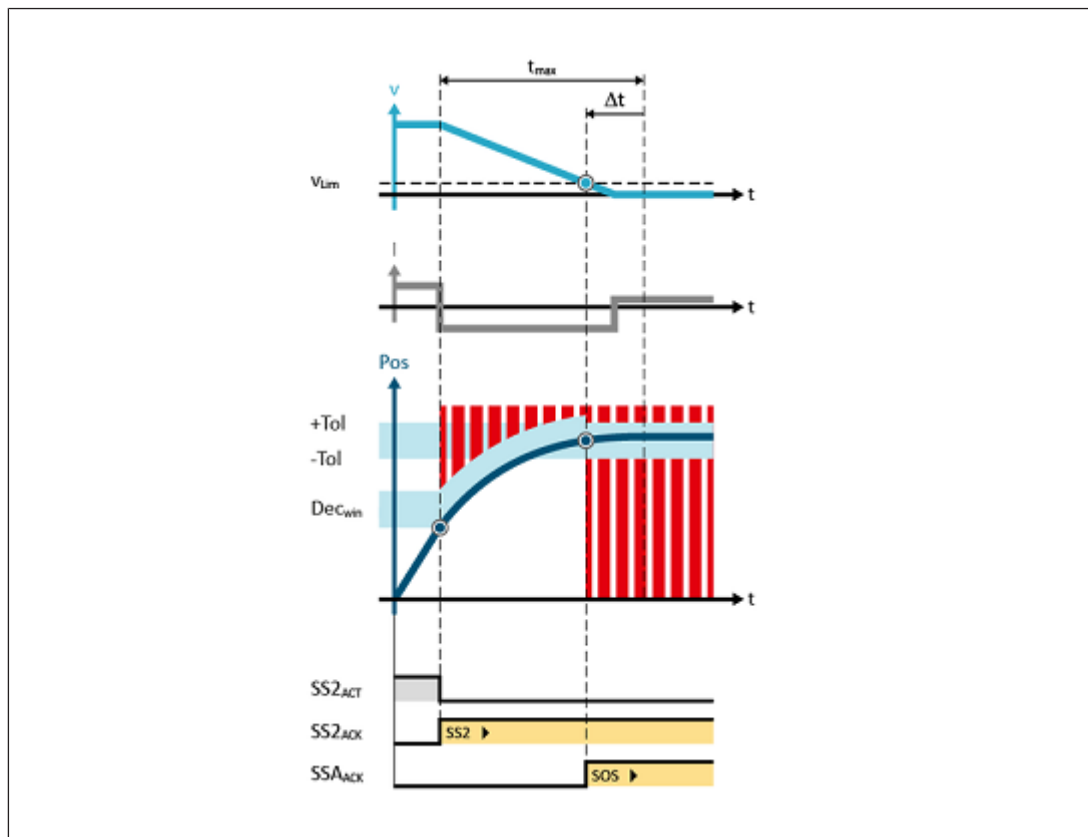 tmax
v
Δt
vLim
t
I
t
Pos
+Tol
-Tol
Decwin
t
SS2ACT
SS2ACK
SS2
SSAACK
SOS